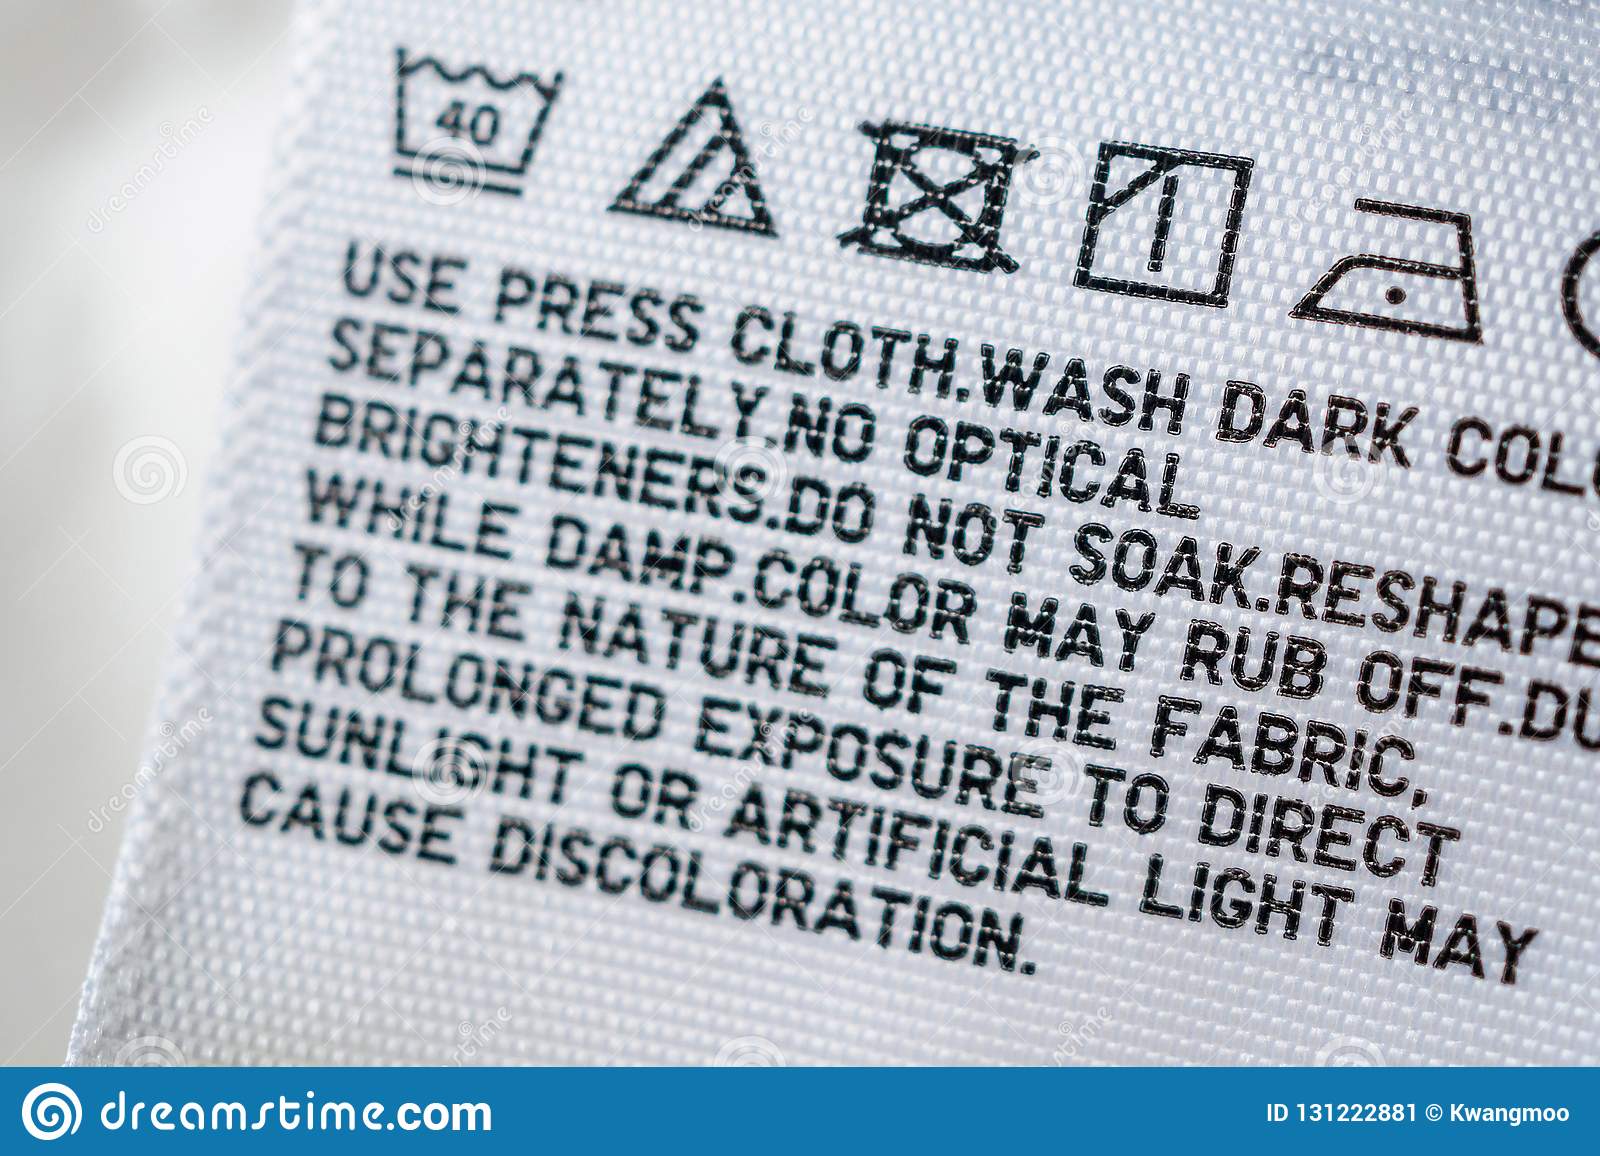 40
USE PRESS CLOTH.WASH DARK COL
SEPARATELY.NO OPTICAL
BRIGHTENERS.DO NOT SOAK.RESHAPE
WHILE DAMP.COLOR MAY RUB OFF.DU
TO THE NATURE OF THE FABRIC,
PROLONGED EXPOSURE TO DIRECT
SUNLIGHT OR ARTIFICIAL LIGHT MAY
CAUSE DISCOLORATION.
dreamstime.com
ID 131222881 © Kwangmoo